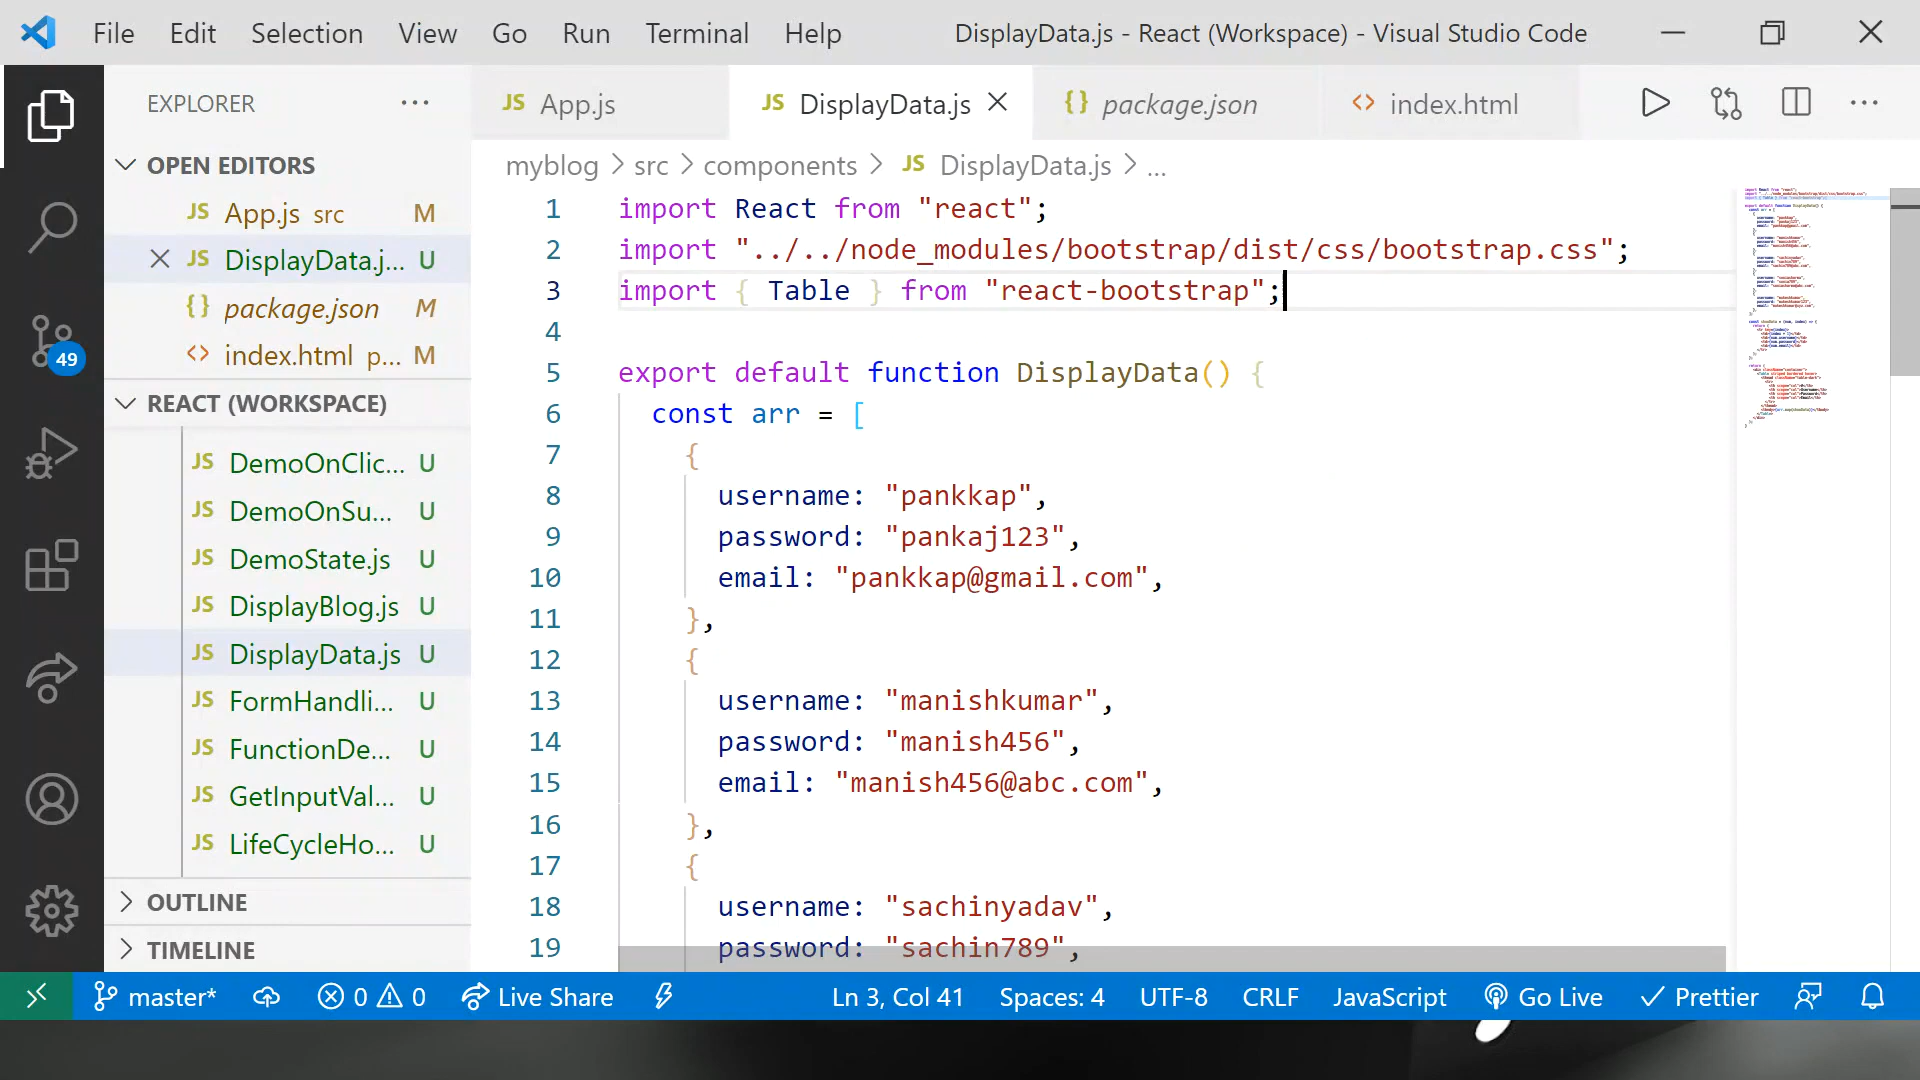 File Edit Selection View Go Run Terminal Help DisplayData.js - React (Workspace) - Visual Studio Code
EXPLORER
OPEN EDITORS
JS App.js src M
JS DisplayData.j... U
{} package.json M
<> index.html p... M
REACT (WORKSPACE)
JS DemoOnClic... U
JS DemoOnSu... U
JS DemoState.js U
JS DisplayBlog.js U
JS DisplayData.js U
JS FormHandli... U
JS FunctionDe... U
JS GetInputVal... U
JS LifeCycleHo... U
OUTLINE
TIMELINE
49
JS App.js JS DisplayData.js {} package.json <> index.html
myblog > src > components > JS DisplayData.js > ...
1 import React from "react";
2 import "../../node_modules/bootstrap/dist/css/bootstrap.css";
3 import { Table } from "react-bootstrap";
4
5 export default function DisplayData() {
6 const arr = [
7 {
8 username: "pankkap",
9 password: "pankaj123",
10 email: "pankkap@gmail.com",
11 },
12 {
13 username: "manishkumar",
14 password: "manish456",
15 email: "manish456@abc.com",
16 },
17 {
18 username: "sachinyadav",
19 password: "sachin789",
master* 0 0 Live Share Ln 3, Col 41 Spaces: 4 UTF-8 CRLF JavaScript Go Live Prettier